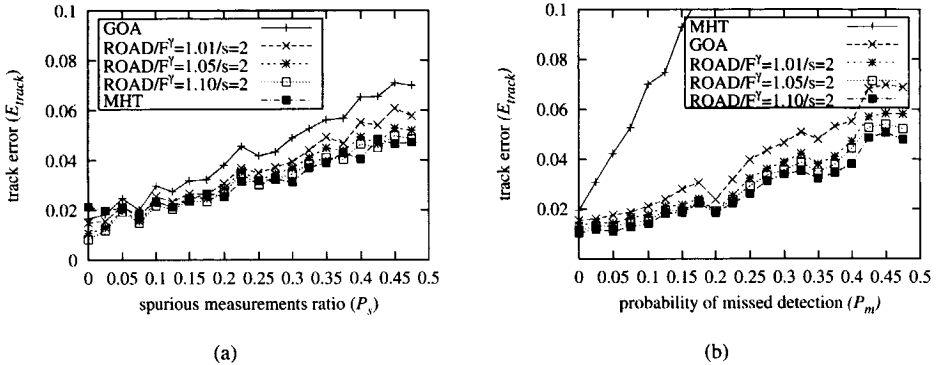 0.1
0.08
0.06
0.04
0.02
0
track error (E_track)
GOA
ROAD/F^γ=1.01/s=2
ROAD/F^γ=1.05/s=2
ROAD/F^γ=1.10/s=2
MHT
0 0.05 0.1 0.15 0.2 0.25 0.3 0.35 0.4 0.45 0.5
spurious measurements ratio (P_s)
(a)
0.1
0.08
0.06
0.04
0.02
0
track error (E_track)
MHT
GOA
ROAD/F^γ=1.01/s=2
ROAD/F^γ=1.05/s=2
ROAD/F^γ=1.10/s=2
0 0.05 0.1 0.15 0.2 0.25 0.3 0.35 0.4 0.45 0.5
probability of missed detection (P_m)
(b)